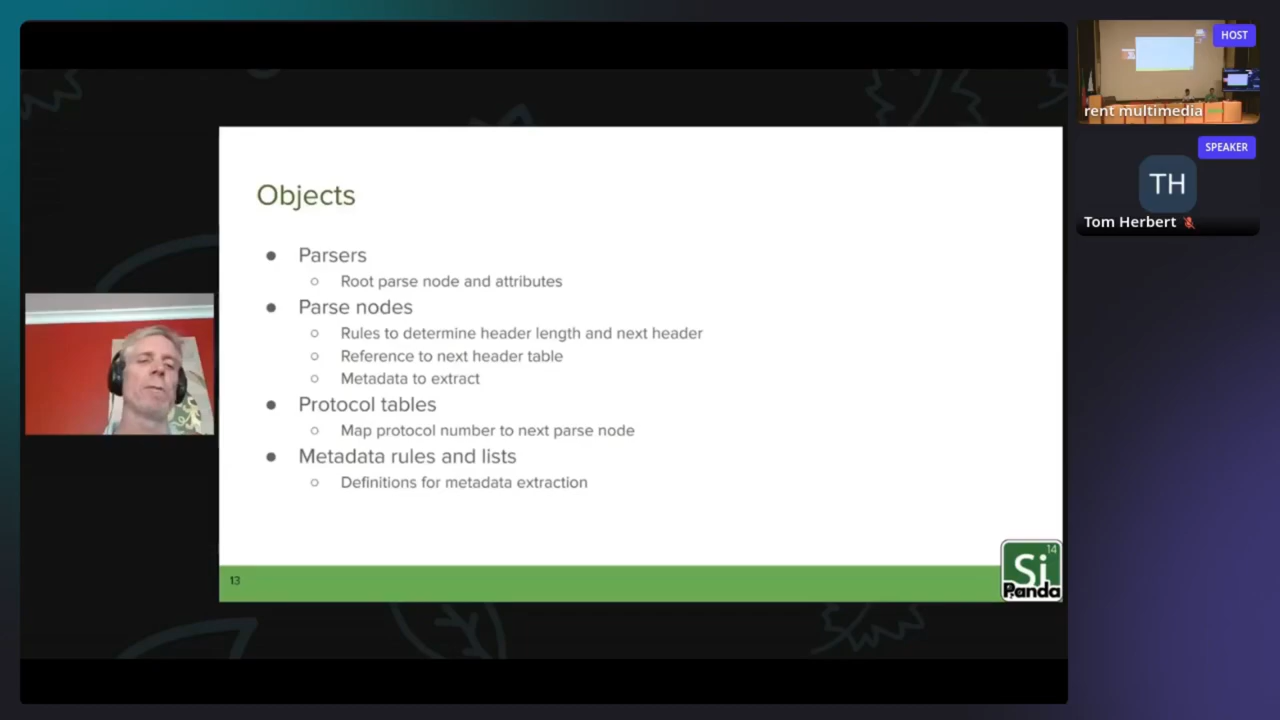 Objects
● Parsers
○ Root parse node and attributes
● Parse nodes
○ Rules to determine header length and next header
○ Reference to next header table
○ Metadata to extract
● Protocol tables
○ Map protocol number to next parse node
● Metadata rules and lists
○ Definitions for metadata extraction
13
14
Si
Panda
HOST
rent multimedia
SPEAKER
TH
Tom Herbert